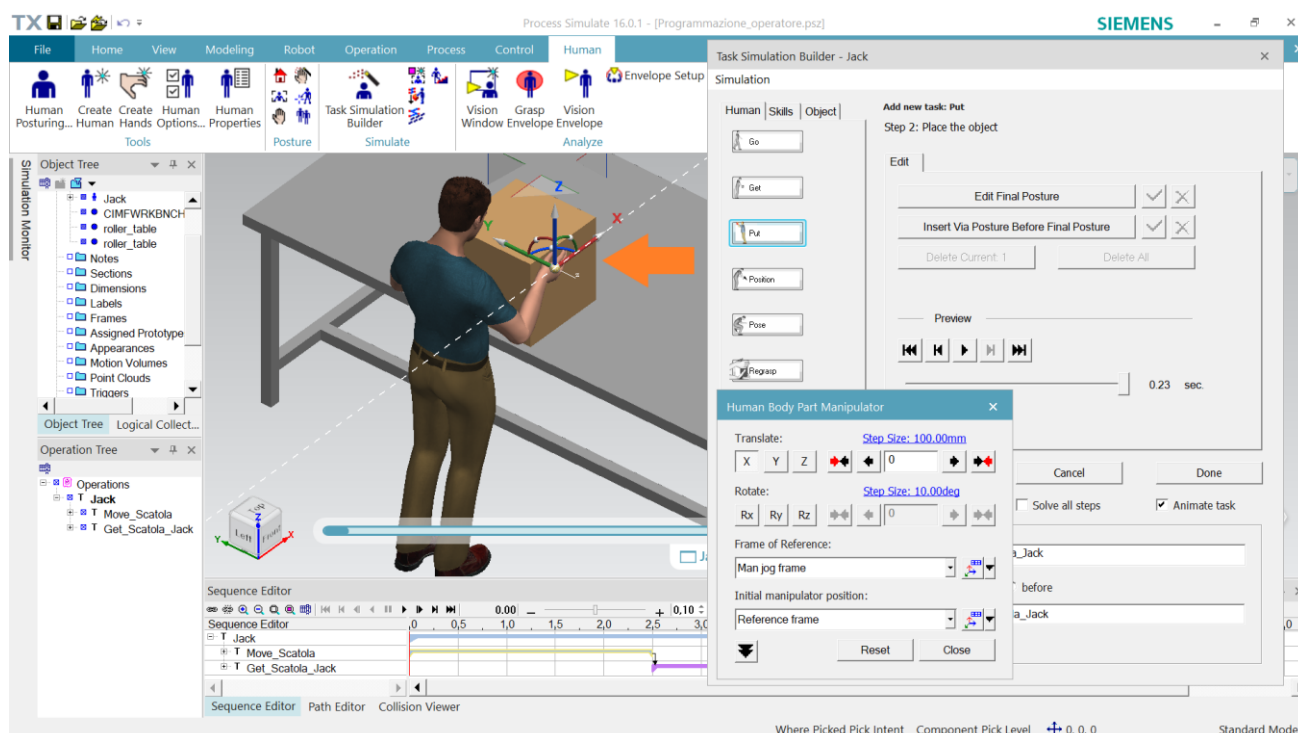 TX
Process Simulate 16.0.1 - [Programmazione_operatore.psz]
SIEMENS
File Home View Modeling Robot Operation Process Control Human
Human Posturing...
Create Human
Create Hands
Human Options...
Human Properties
Task Simulation Builder
Vision Window
Grasp Envelope
Vision Envelope
Envelope Setup
Tools Posture Simulate Analyze
Simulation Monitor
Object Tree
Jack
CIMFWRKBNCH
roller_table
roller_table
Notes
Sections
Dimensions
Labels
Frames
Assigned Prototype
Appearances
Motion Volumes
Point Clouds
Triggers
Object Tree Logical Collect...
Operation Tree
Operations
Jack
Move_Scatola
Get_Scatola_Jack
Z
Y
X
Top
Left
Front
Z
Y
X
Sequence Editor
0.00
0,10
Sequence Editor ,0 0,5 1,0 1,5 2,0 2,5 3,0
Jack
Move_Scatola
Get_Scatola_Jack
Sequence Editor Path Editor Collision Viewer
Task Simulation Builder - Jack
Simulation
Human Skills Object
Go
Get
Put
Position
Pose
Regrasp
Add new task: Put
Step 2: Place the object
Edit
Edit Final Posture
Insert Via Posture Before Final Posture
Delete Current: 1 Delete All
Preview
0.23 sec.
Cancel Done
Solve all steps Animate task
a_Jack
before
a_Jack
Human Body Part Manipulator
Translate: Step Size: 100.00mm
X Y Z 0
Rotate: Step Size: 10.00deg
Rx Ry Rz 0
Frame of Reference:
Man jog frame
Initial manipulator position:
Reference frame
Reset Close
Where Picked Pick Intent Component Pick Level 0, 0, 0 Standard Mode